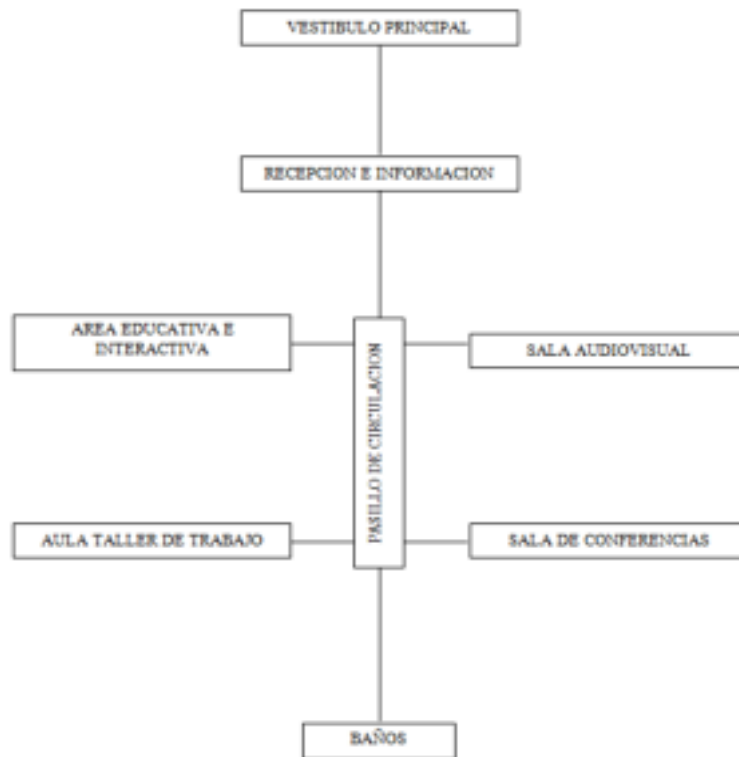 VESTIBULO PRINCIPAL
RECEPCION E INFORMACION
AREA EDUCATIVA E
INTERACTIVA
PASILLO DE CIRCULACION
SALA AUDIOVISUAL
AULA TALLER DE TRABAJO
SALA DE CONFERENCIAS
BAÑOS